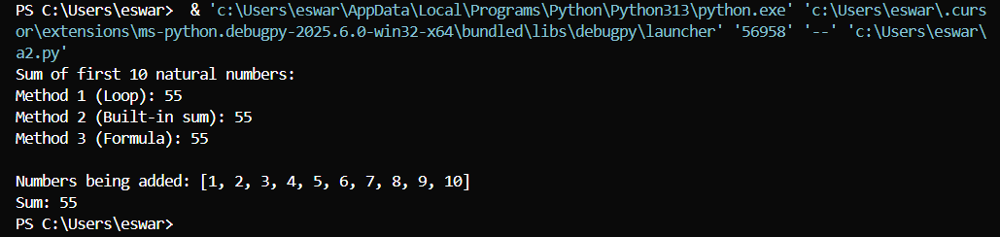 PS C:\Users\eswar>  & 'c:\Users\eswar\AppData\Local\Programs\Python\Python313\python.exe' 'c:\Users\eswar\.curs
or\extensions\ms-python.debugpy-2025.6.0-win32-x64\bundled\libs\debugpy\launcher' '56958' '--' 'c:\Users\eswar\
a2.py'
Sum of first 10 natural numbers:
Method 1 (Loop): 55
Method 2 (Built-in sum): 55
Method 3 (Formula): 55

Numbers being added: [1, 2, 3, 4, 5, 6, 7, 8, 9, 10]
Sum: 55
PS C:\Users\eswar>